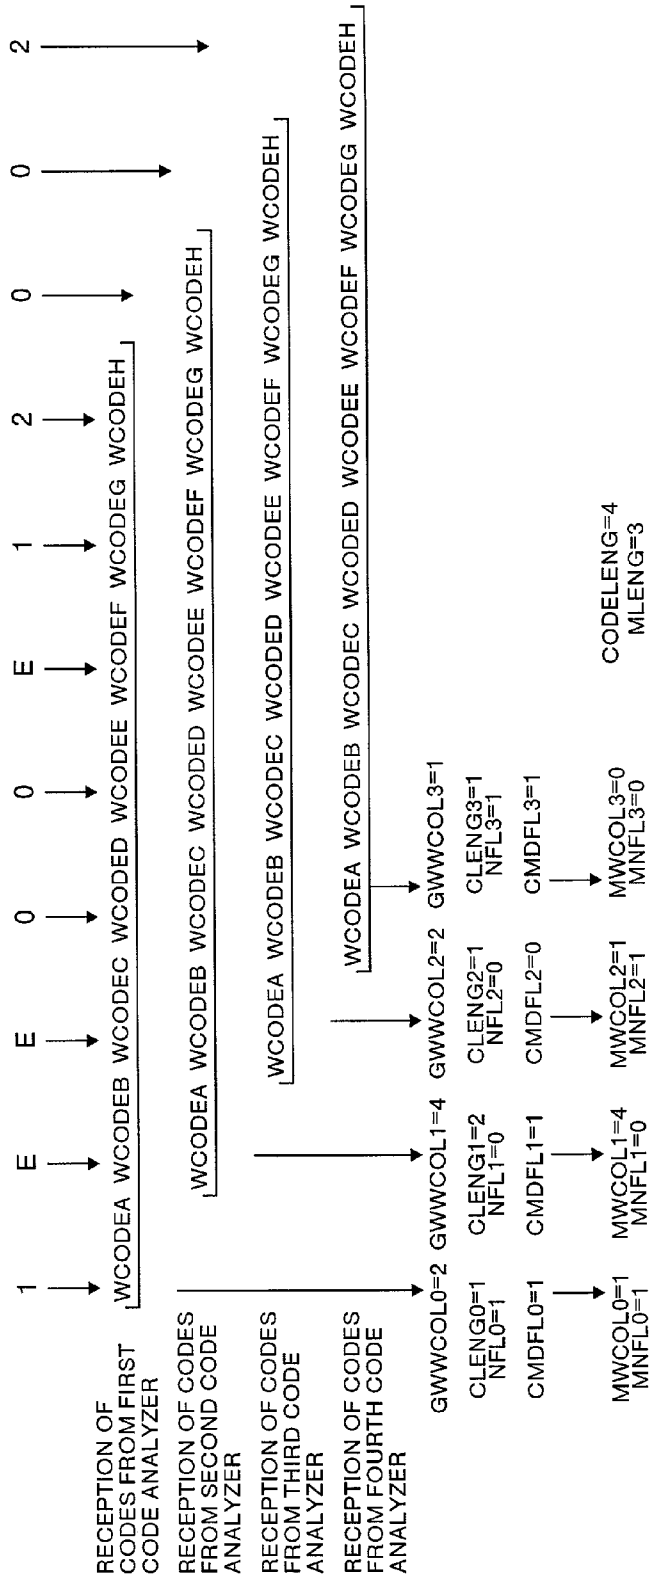 1 E E 0 0 E 1 2 0 0 2
RECEPTION OF
CODES FROM FIRST
CODE ANALYZER
WCODEA WCODEB WCODEC WCODED WCODEE WCODEF WCODEG WCODEH
RECEPTION OF CODES
FROM SECOND CODE
ANALYZER
WCODEA WCODEB WCODEC WCODED WCODEE WCODEF WCODEG WCODEH
RECEPTION OF CODES
FROM THIRD CODE
ANALYZER
WCODEA WCODEB WCODEC WCODED WCODEE WCODEF WCODEG WCODEH
RECEPTION OF CODES
FROM FOURTH CODE
ANALYZER
WCODEA WCODEB WCODEC WCODED WCODEE WCODEF WCODEG WCODEH
GWWCOL0=2 GWWCOL1=4 GWWCOL2=2 GWWCOL3=1
CLENG0=1 CLENG1=2 CLENG2=1 CLENG3=1
NFL0=1 NFL1=0 NFL2=0 NFL3=1
CMDFL0=1 CMDFL1=1 CMDFL2=0 CMDFL3=1
MWCOL0=1 MWCOL1=4 MWCOL2=1 MWCOL3=0
MNFL0=1 MNFL1=0 MNFL2=1 MNFL3=0
CODELENG=4
MLENG=3